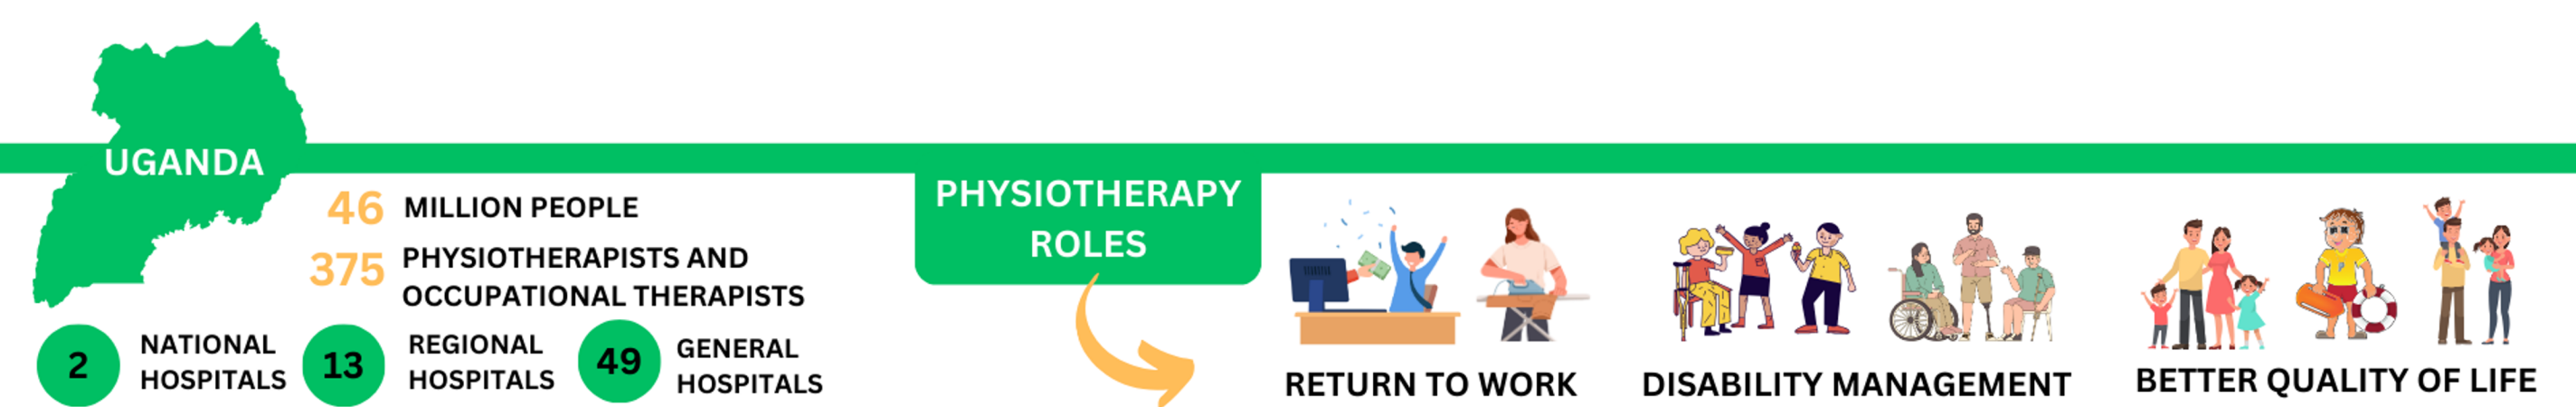 UGANDA
46 MILLION PEOPLE
375 PHYSIOTHERAPISTS AND
OCCUPATIONAL THERAPISTS
2 NATIONAL
HOSPITALS
13 REGIONAL
HOSPITALS
49 GENERAL
HOSPITALS
PHYSIOTHERAPY
ROLES
RETURN TO WORK
DISABILITY MANAGEMENT
BETTER QUALITY OF LIFE